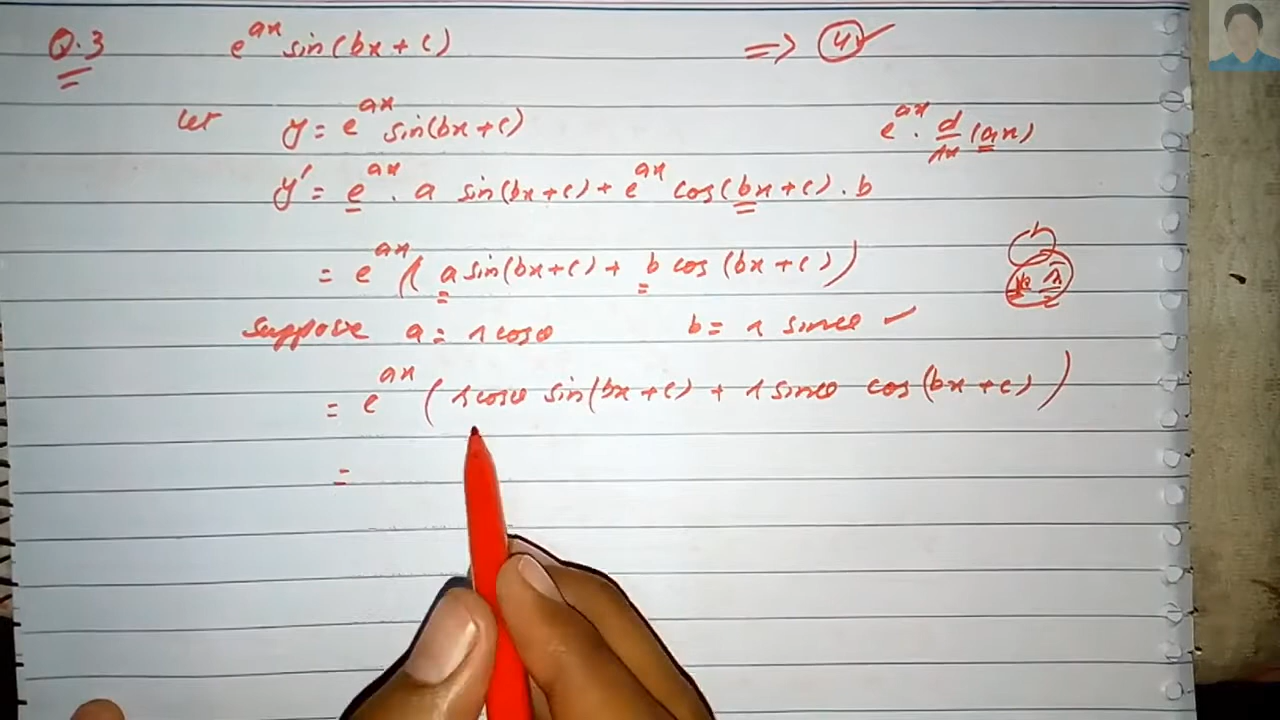 Q.3 e^{ax} sin(bx+c) => 4
Let y = e^{ax} sin(bx+c) e^{ax} . d/dx (ax)
y' = e^{ax} . a sin(bx+c) + e^{ax} cos(bx+c) . b
= e^{ax} ( a sin(bx+c) + b cos (bx+c) )
Suppose a = r cosθ b = r sinθ ✓
= e^{ax} ( r cosθ sin(bx+c) + r sinθ cos(bx+c) )
=